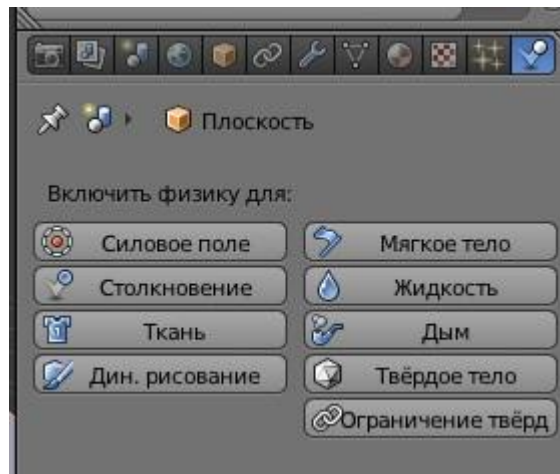 Плоскость
Включить физику для:
Силовое поле
Мягкое тело
Столкновение
Жидкость
Ткань
Дым
Дин. рисование
Твёрдое тело
Ограничение твёрд